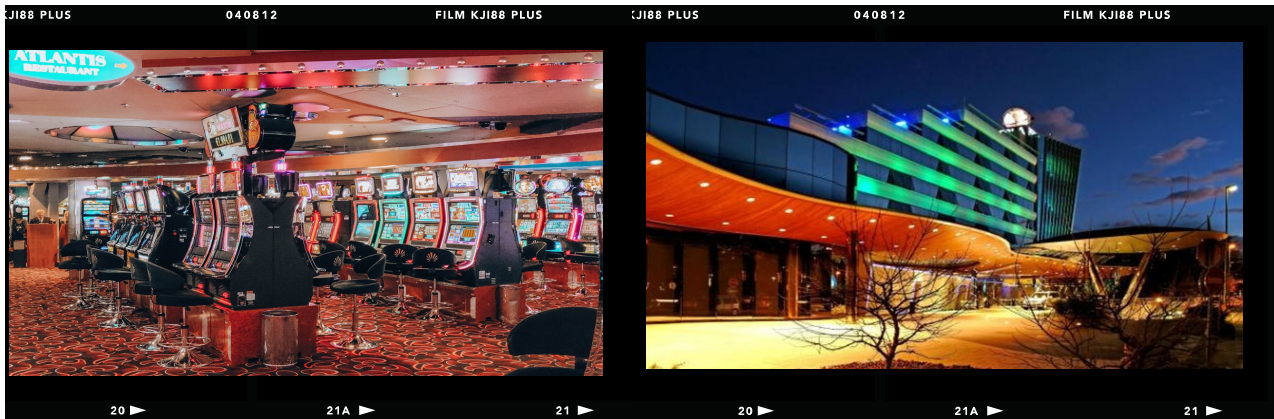 KJI88 PLUS
040812
FILM KJI88 PLUS
KJI88 PLUS
040812
FILM KJI88 PLUS
ATLANTIS
RESTAURANT
20
21A
21
20
21A
21